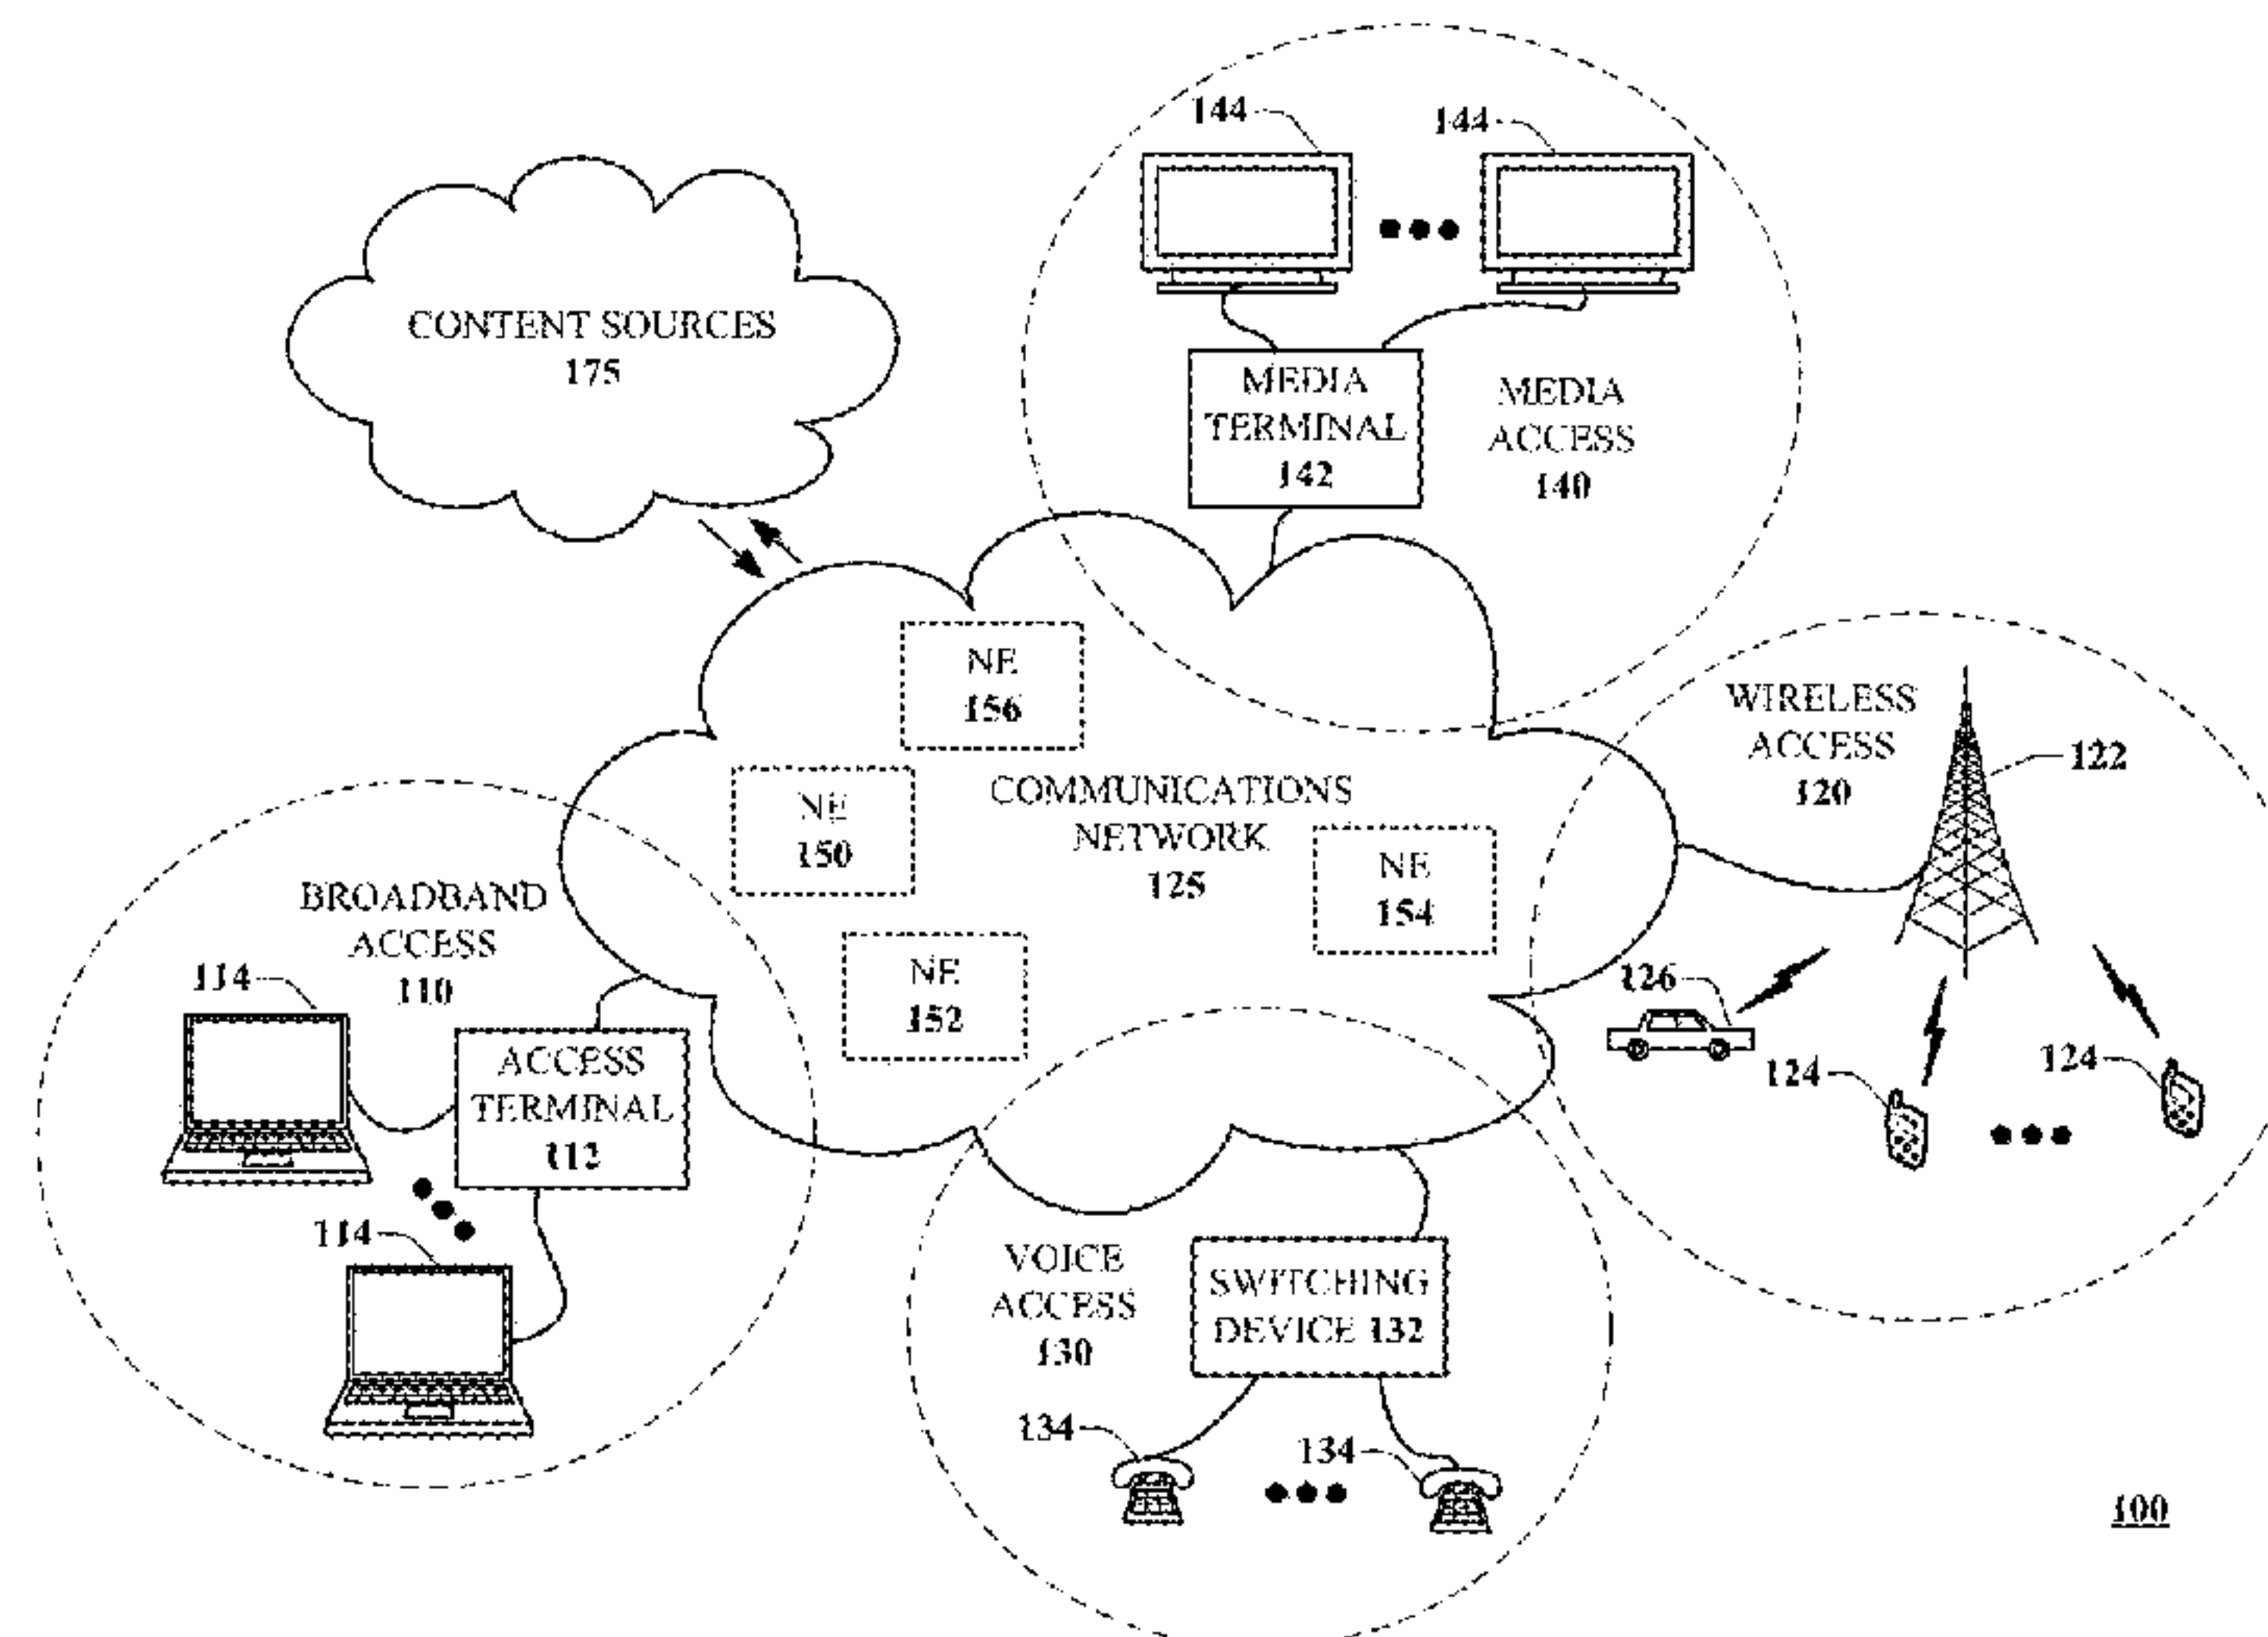 144
144
CONTENT SOURCES
175
MEDIA
TERMINAL
142
MEDIA
ACCESS
140
NE
156
WIRELESS
ACCESS
120
122
NE
150
COMMUNICATIONS
NETWORK
125
NE
154
BROADBAND
ACCESS
110
114
NE
152
126
124
124
ACCESS
TERMINAL
112
114
VOICE
ACCESS
130
SWITCHING
DEVICE 132
134
134
100